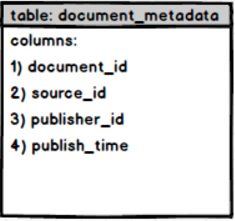 table: document_metadata
columns:
1) document_id
2) source_id
3) publisher_id
4) publish_time